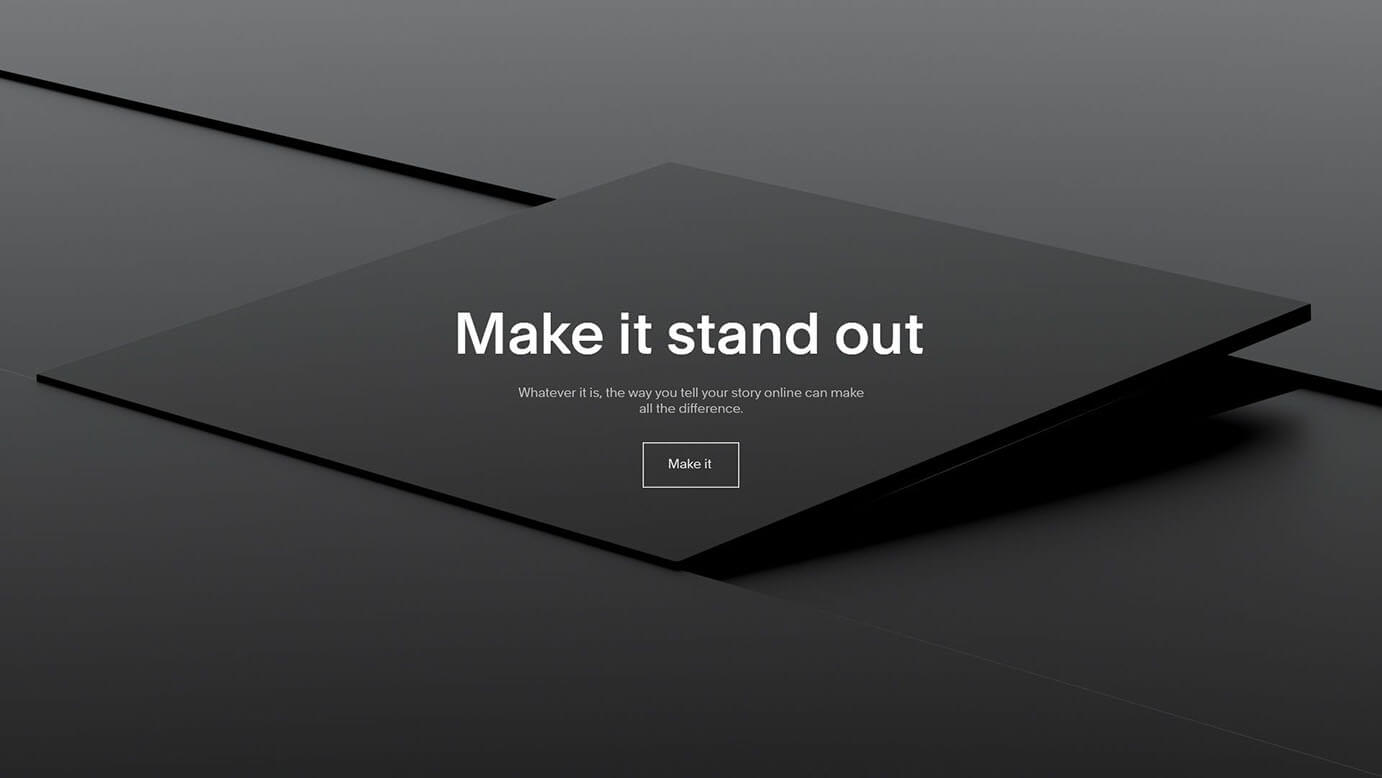 Make it stand out
Whatever it is, the way you tell your story online can make
all the difference.
Make it